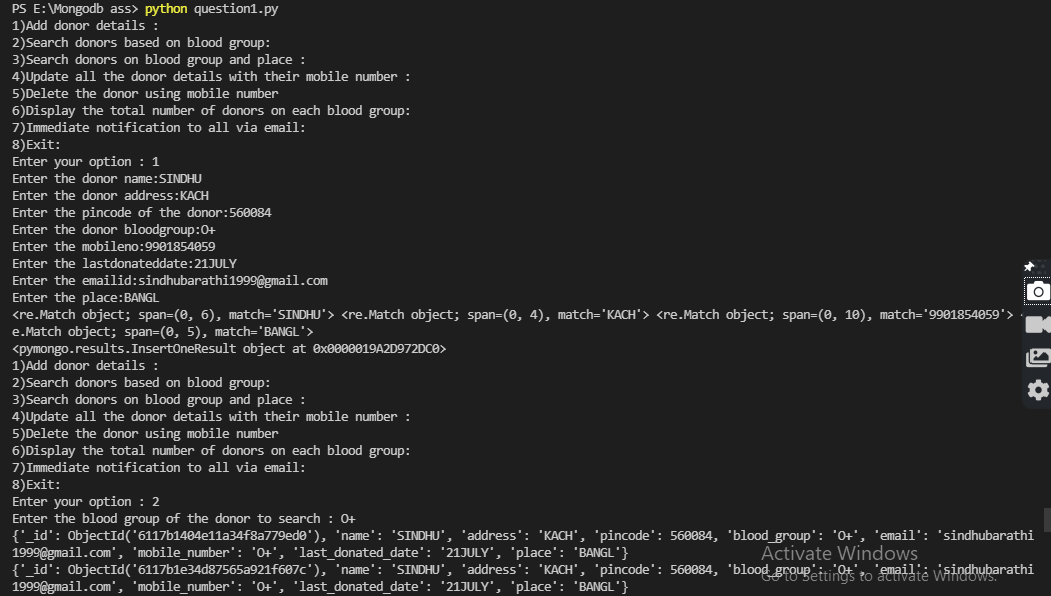 PS E:\Mongodb ass> python question1.py
1)Add donor details :
2)Search donors based on blood group:
3)Search donors on blood group and place :
4)Update all the donor details with their mobile number :
5)Delete the donor using mobile number
6)Display the total number of donors on each blood group:
7)Immediate notification to all via email:
8)Exit:
Enter your option : 1
Enter the donor name:SINDHU
Enter the donor address:KACH
Enter the pincode of the donor:560084
Enter the donor bloodgroup:O+
Enter the mobileno:9901854059
Enter the lastdonateddate:21JULY
Enter the emailid:sindhubarathi1999@gmail.com
Enter the place:BANGL
<re.Match object; span=(0, 6), match='SINDHU'> <re.Match object; span=(0, 4), match='KACH'> <re.Match object; span=(0, 10), match='9901854059'> <
e.Match object; span=(0, 5), match='BANGL'>
<pymongo.results.InsertOneResult object at 0x0000019A2D972DC0>
1)Add donor details :
2)Search donors based on blood group:
3)Search donors on blood group and place :
4)Update all the donor details with their mobile number :
5)Delete the donor using mobile number
6)Display the total number of donors on each blood group:
7)Immediate notification to all via email:
8)Exit:
Enter your option : 2
Enter the blood group of the donor to search : O+
{'_id': ObjectId('6117b1404e11a34f8a779ed0'), 'name': 'SINDHU', 'address': 'KACH', 'pincode': 560084, 'blood_group': 'O+', 'email': 'sindhubarathi
1999@gmail.com', 'mobile_number': 'O+', 'last_donated_date': '21JULY', 'place': 'BANGL'}
{'_id': ObjectId('6117b1e34d87565a921f607c'), 'name': 'SINDHU', 'address': 'KACH', 'pincode': 560084, 'blood_group': 'O+', 'email': 'sindhubarathi
1999@gmail.com', 'mobile_number': 'O+', 'last_donated_date': '21JULY', 'place': 'BANGL'}
Activate Windows
Go to Settings to activate Windows.